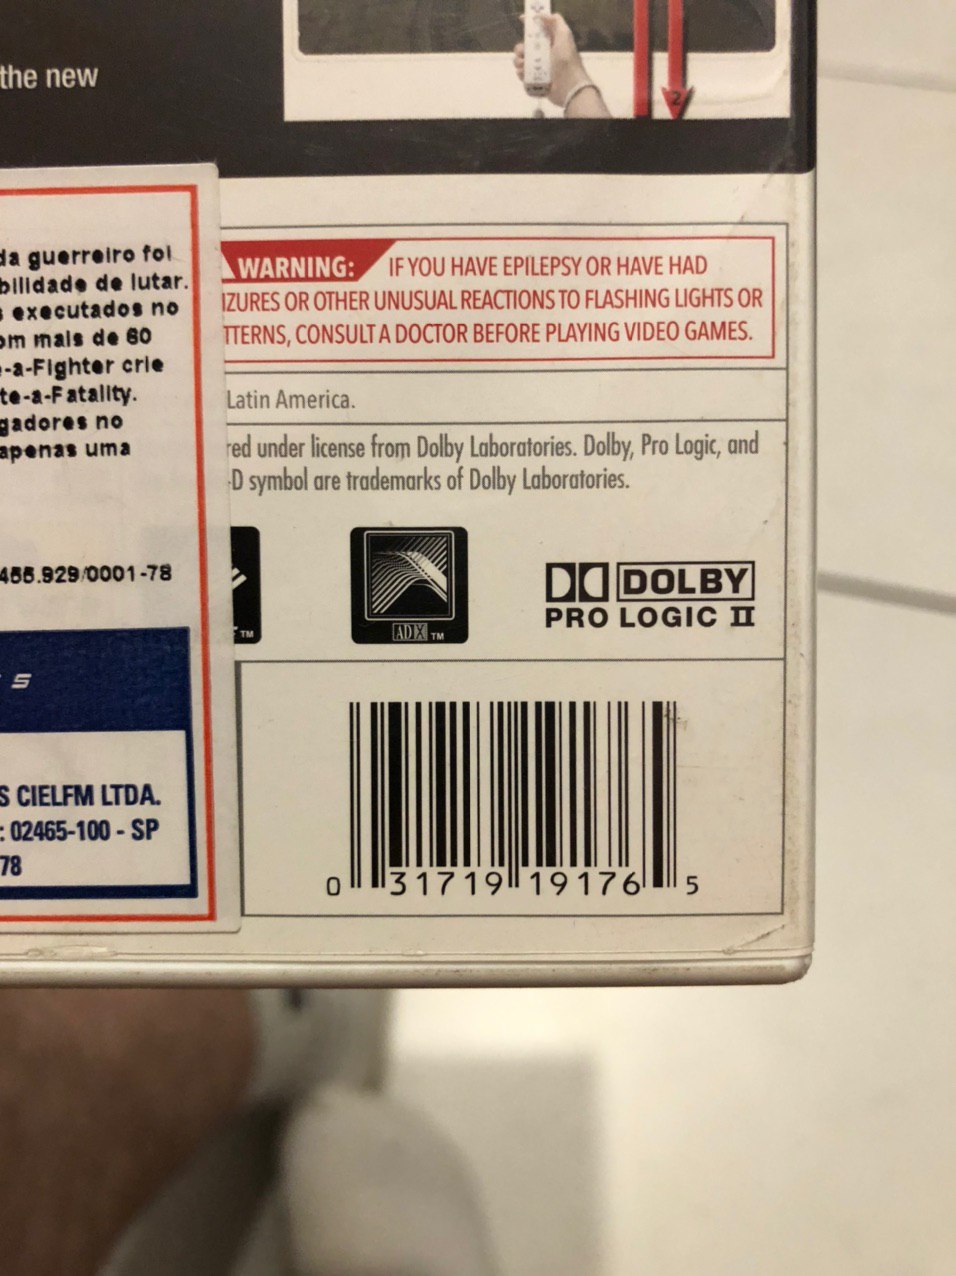 the new
2
da guerreiro foi
bilidade de lutar.
s executados no
om mais de 60
-a-Fighter crie
te-a-Fatality.
gadores no
apenas uma
455.929/0001-78
S
S CIELFM LTDA.
: 02465-100 - SP
78
WARNING: IF YOU HAVE EPILEPSY OR HAVE HAD
IZURES OR OTHER UNUSUAL REACTIONS TO FLASHING LIGHTS OR
TTERNS, CONSULT A DOCTOR BEFORE PLAYING VIDEO GAMES.
Latin America.
red under license from Dolby Laboratories. Dolby, Pro Logic, and
-D symbol are trademarks of Dolby Laboratories.
TM
ADX TM
DOLBY
PRO LOGIC II
0 31719 19176 5